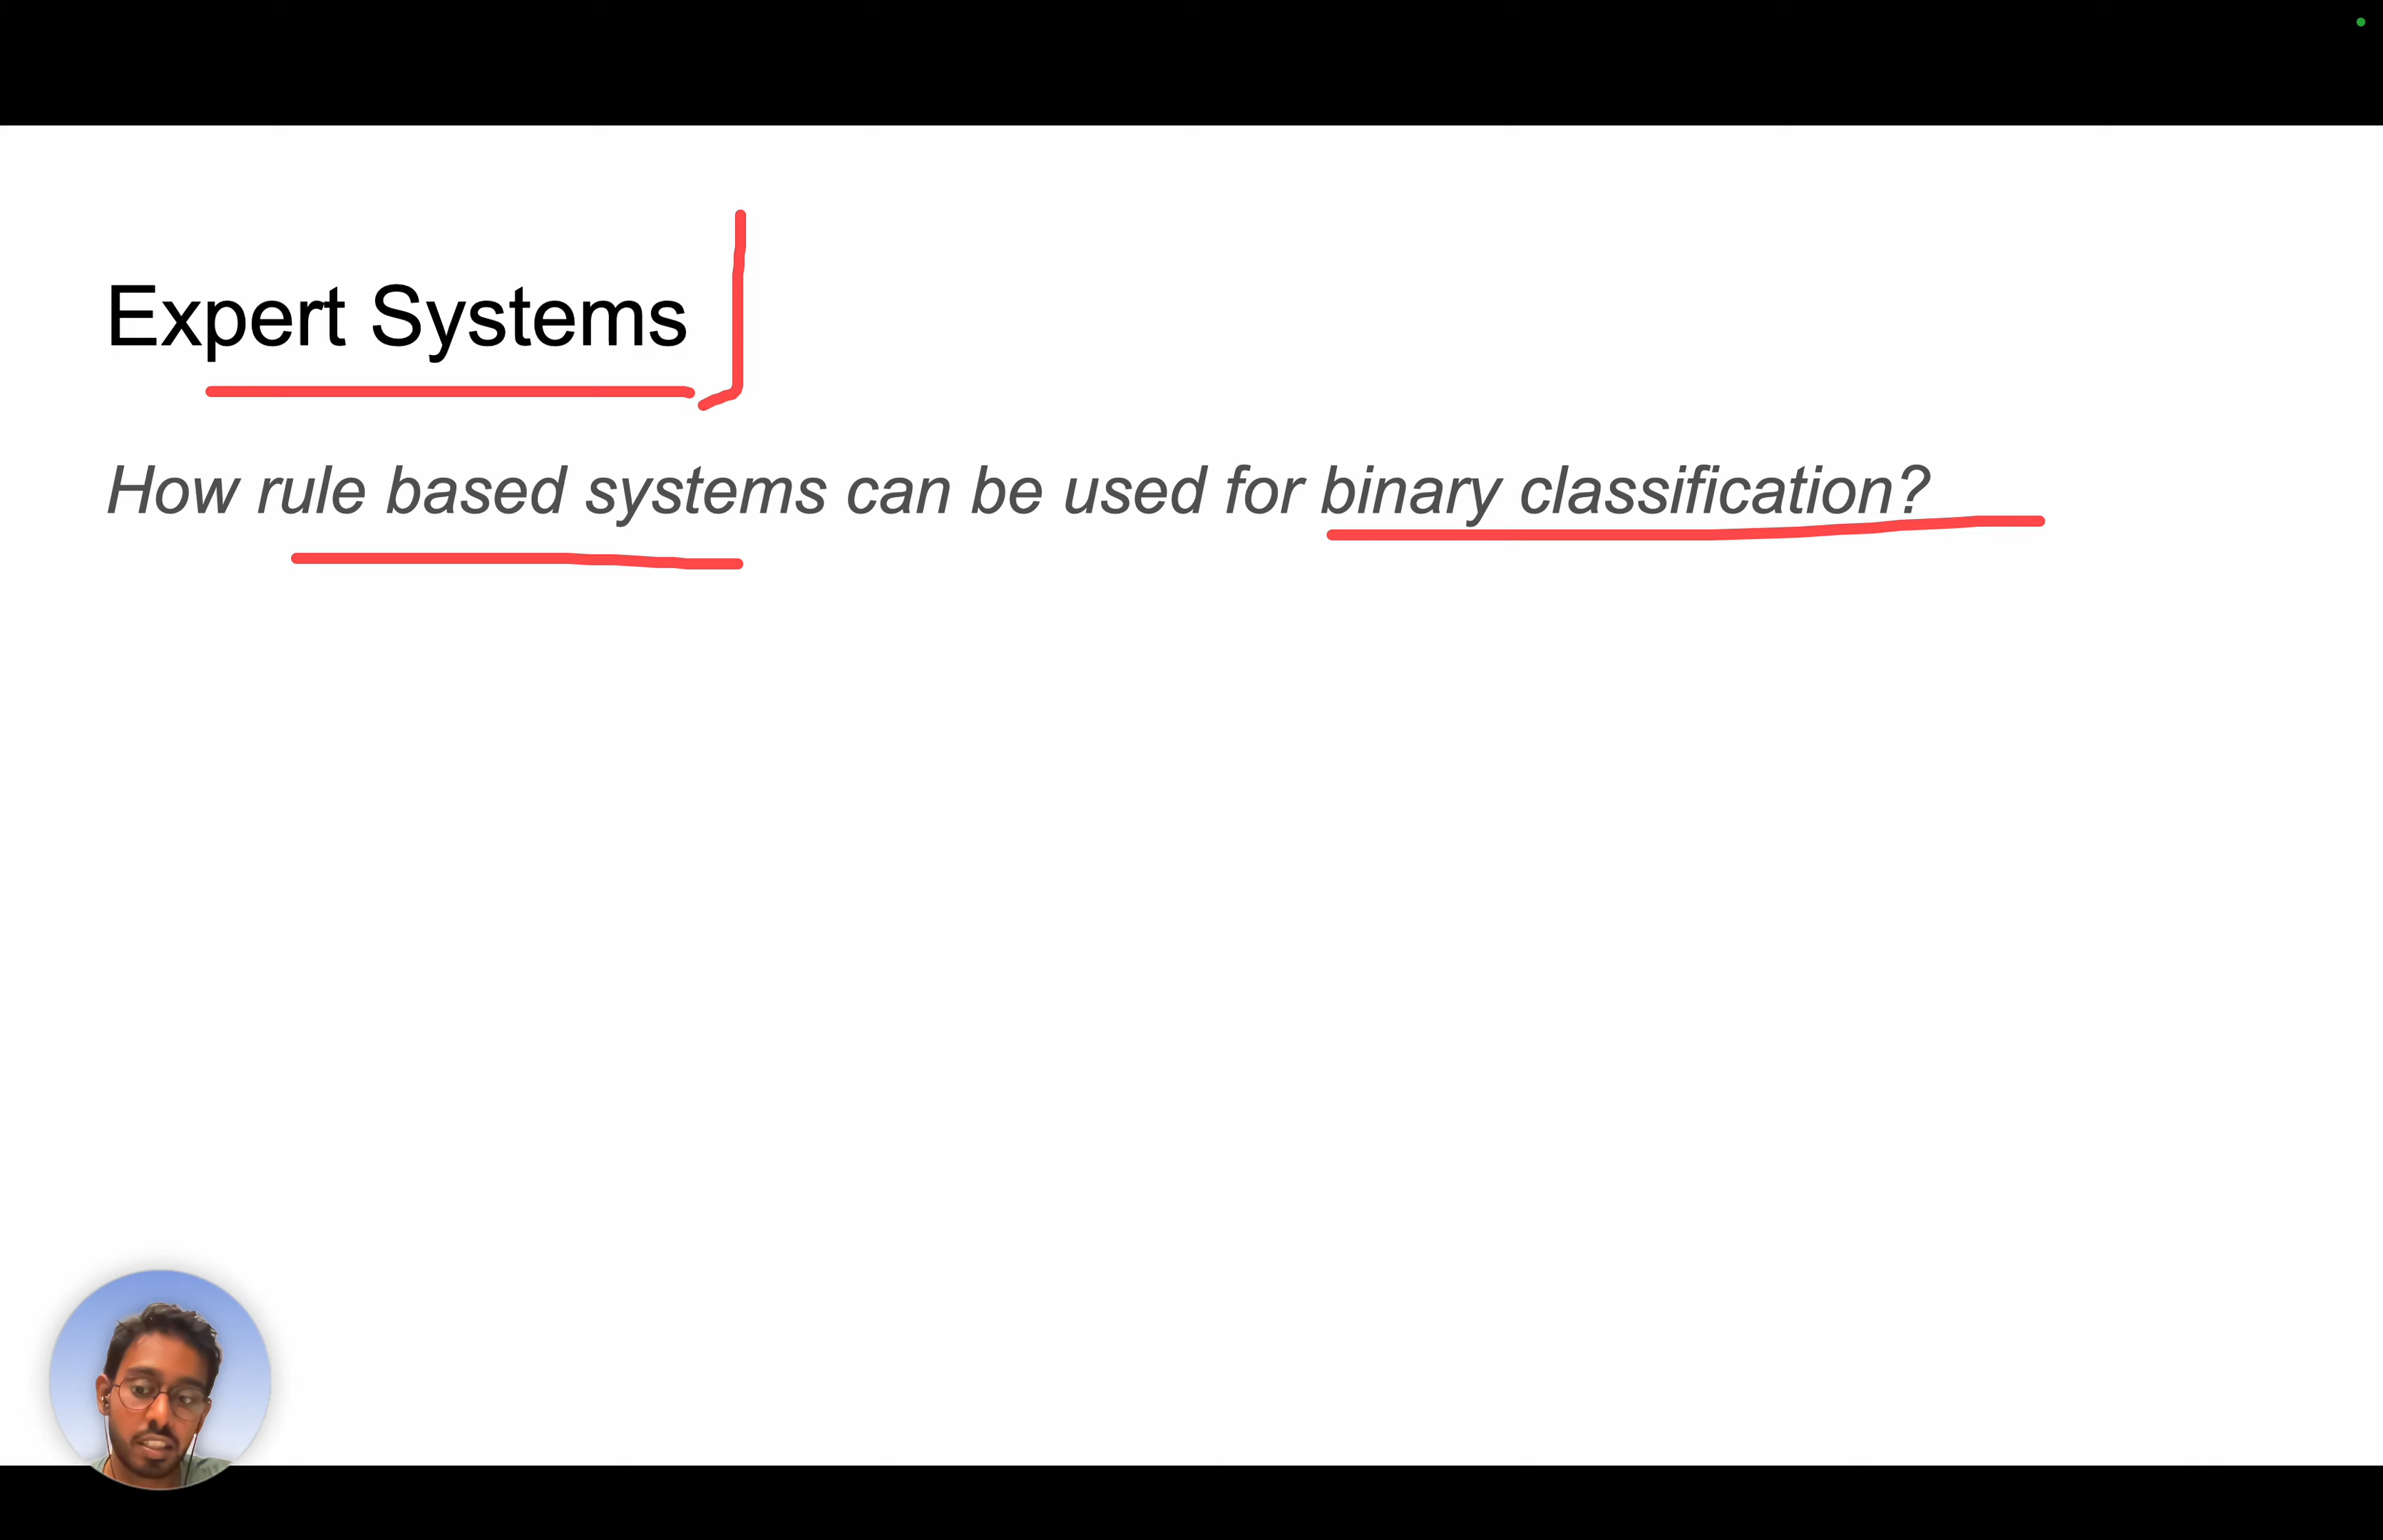 Expert Systems
How rule based systems can be used for binary classification?